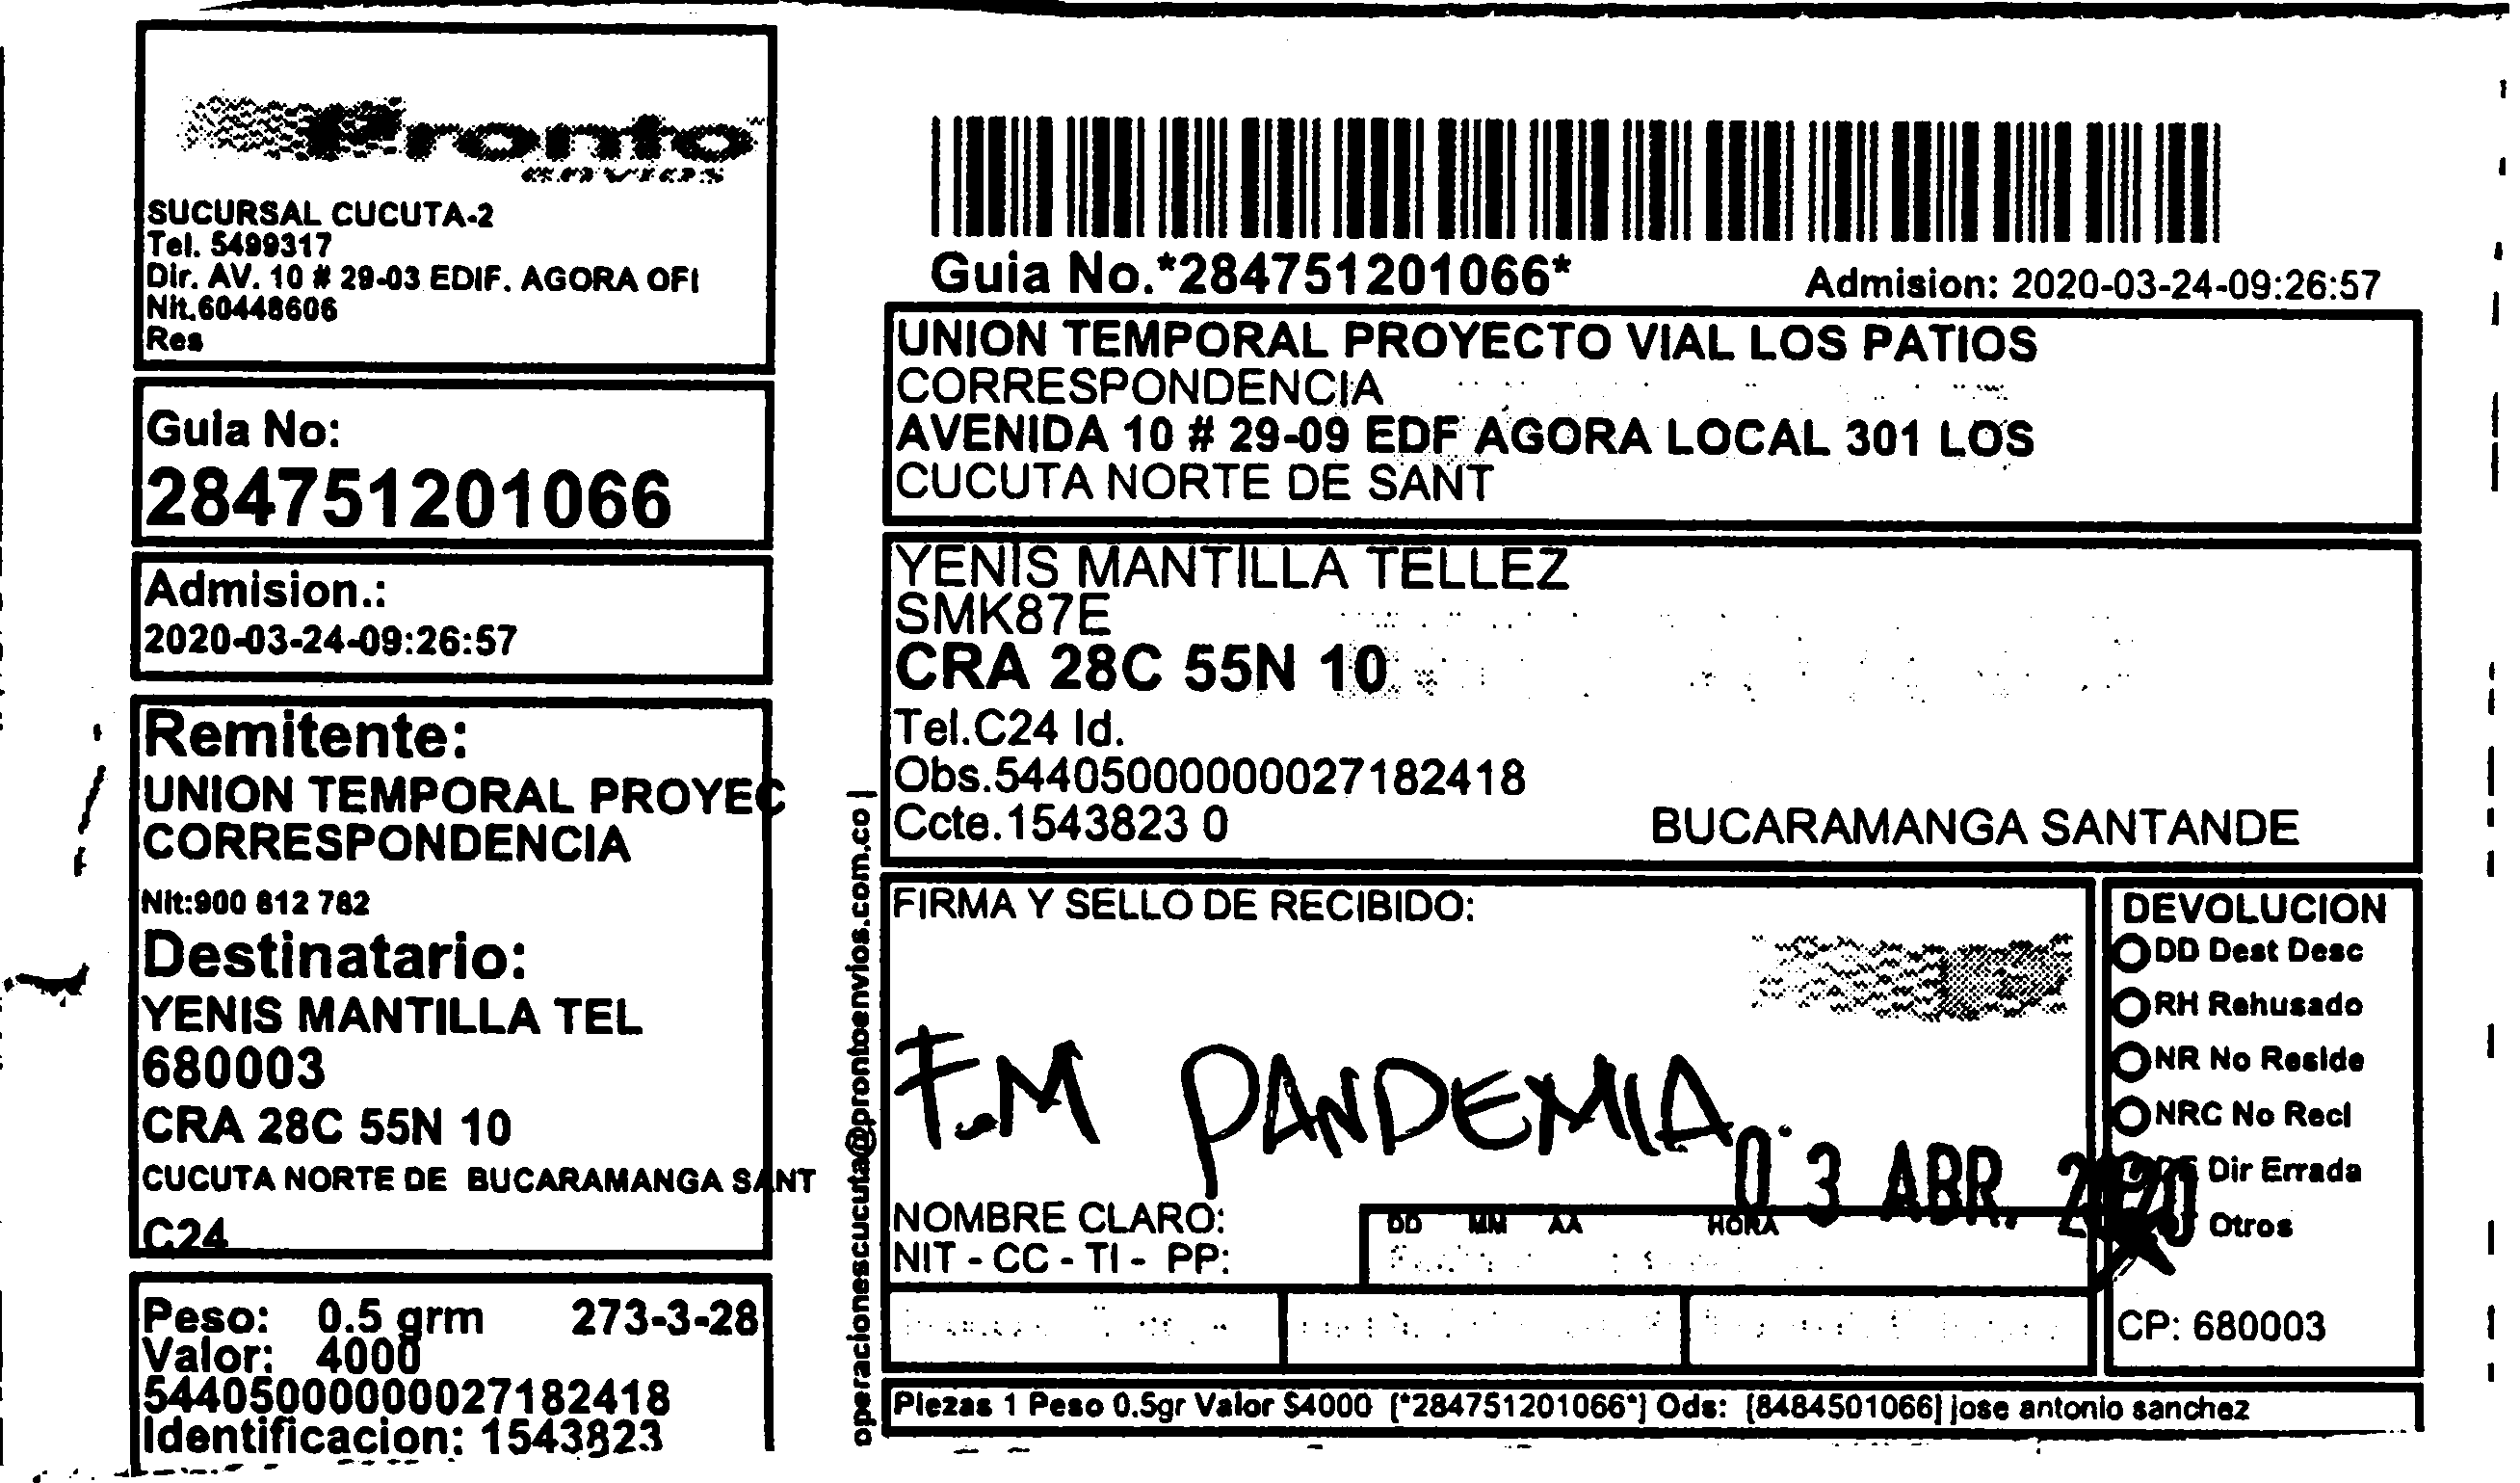 Pronto
envios
SUCURSAL CUCUTA-2
Tel. 5499317
Dir. AV. 10 # 29-03 EDIF. AGORA OFI
Nit.60448606
Res
Guia No:
284751201066
Admision.:
2020-03-24-09:26:57
Remitente:
UNION TEMPORAL PROYEC
CORRESPONDENCIA
Nit:900 812 782
Destinatario:
YENIS MANTILLA TEL
680003
CRA 28C 55N 10
CUCUTA NORTE DE BUCARAMANGA SANT
C24
Peso: 0.5 grm 273-3-28
Valor: 4000
544050000000027182418
Identificacion: 1543823
operacionescucuta@prontoenvios.com.co |
Guia No.*284751201066*
Admision: 2020-03-24-09:26:57
UNION TEMPORAL PROYECTO VIAL LOS PATIOS
CORRESPONDENCIA
AVENIDA 10 # 29-09 EDF AGORA LOCAL 301 LOS
CUCUTA NORTE DE SANT
YENIS MANTILLA TELLEZ
SMK87E
CRA 28C 55N 10
Tel.C24 Id.
Obs.544050000000027182418
Ccte.1543823 0
BUCARAMANGA SANTANDE
FIRMA Y SELLO DE RECIBIDO:
F.M PANDEMIA
03 ABR. 2020
NOMBRE CLARO:
NIT - CC - TI - PP:
DD MM AA HORA
DEVOLUCION
DD Dest Desc
RH Rehusado
NR No Reside
NRC No Recl
Dir Errada
Otros
CP: 680003
Piezas 1 Peso 0.5gr Valor $4000 [*284751201066*] Ods: [8484501066] jose antonio sanchez